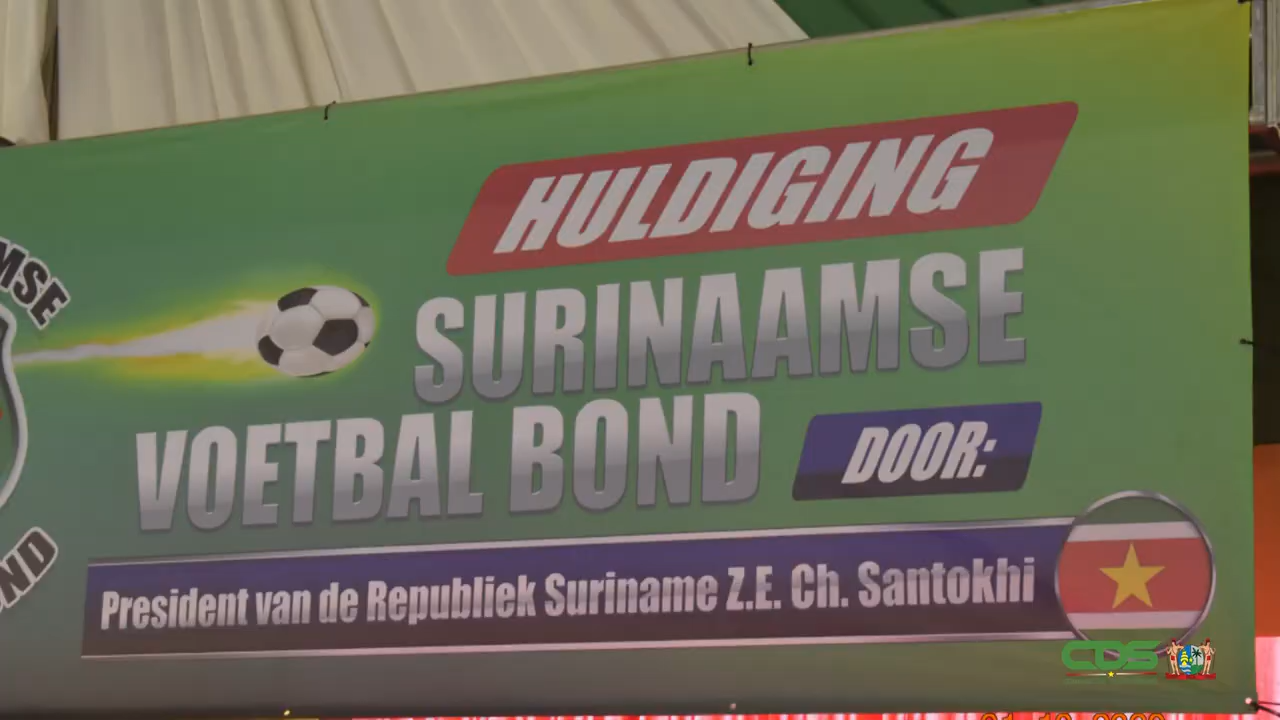 HULDIGING
SURINAAMSE
VOETBAL BOND DOOR:
President van de Republiek Suriname Z.E. Ch. Santokhi
CDS